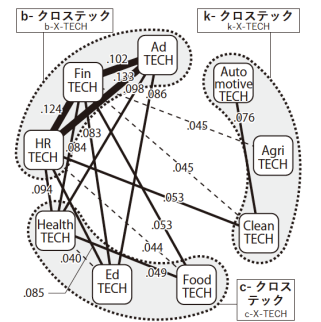 b- クロステック
b-X-TECH
k- クロステック
k-X-TECH
Ad
TECH
Fin
TECH
Auto
motive
TECH
HR
TECH
Agri
TECH
Health
TECH
Clean
TECH
Ed
TECH
Food
TECH
c- クロス
テック
c-X-TECH
.102
.133
.098
.086
.124
.083
.084
.076
.045
.045
.094
.053
.053
.044
.040
.049
.085